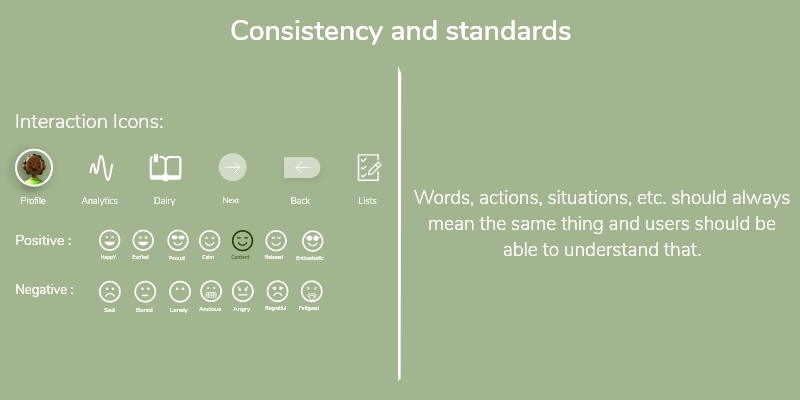 Consistency and standards
Interaction Icons:
Profile Analytics Dairy Next Back Lists
Positive : HappY Excited Proud Calm Content Relaxed Enthusiastic
Negative : Sad Bored Lonely Anxious Angry Regretful Fatigued
Words, actions, situations, etc. should always
mean the same thing and users should be
able to understand that.